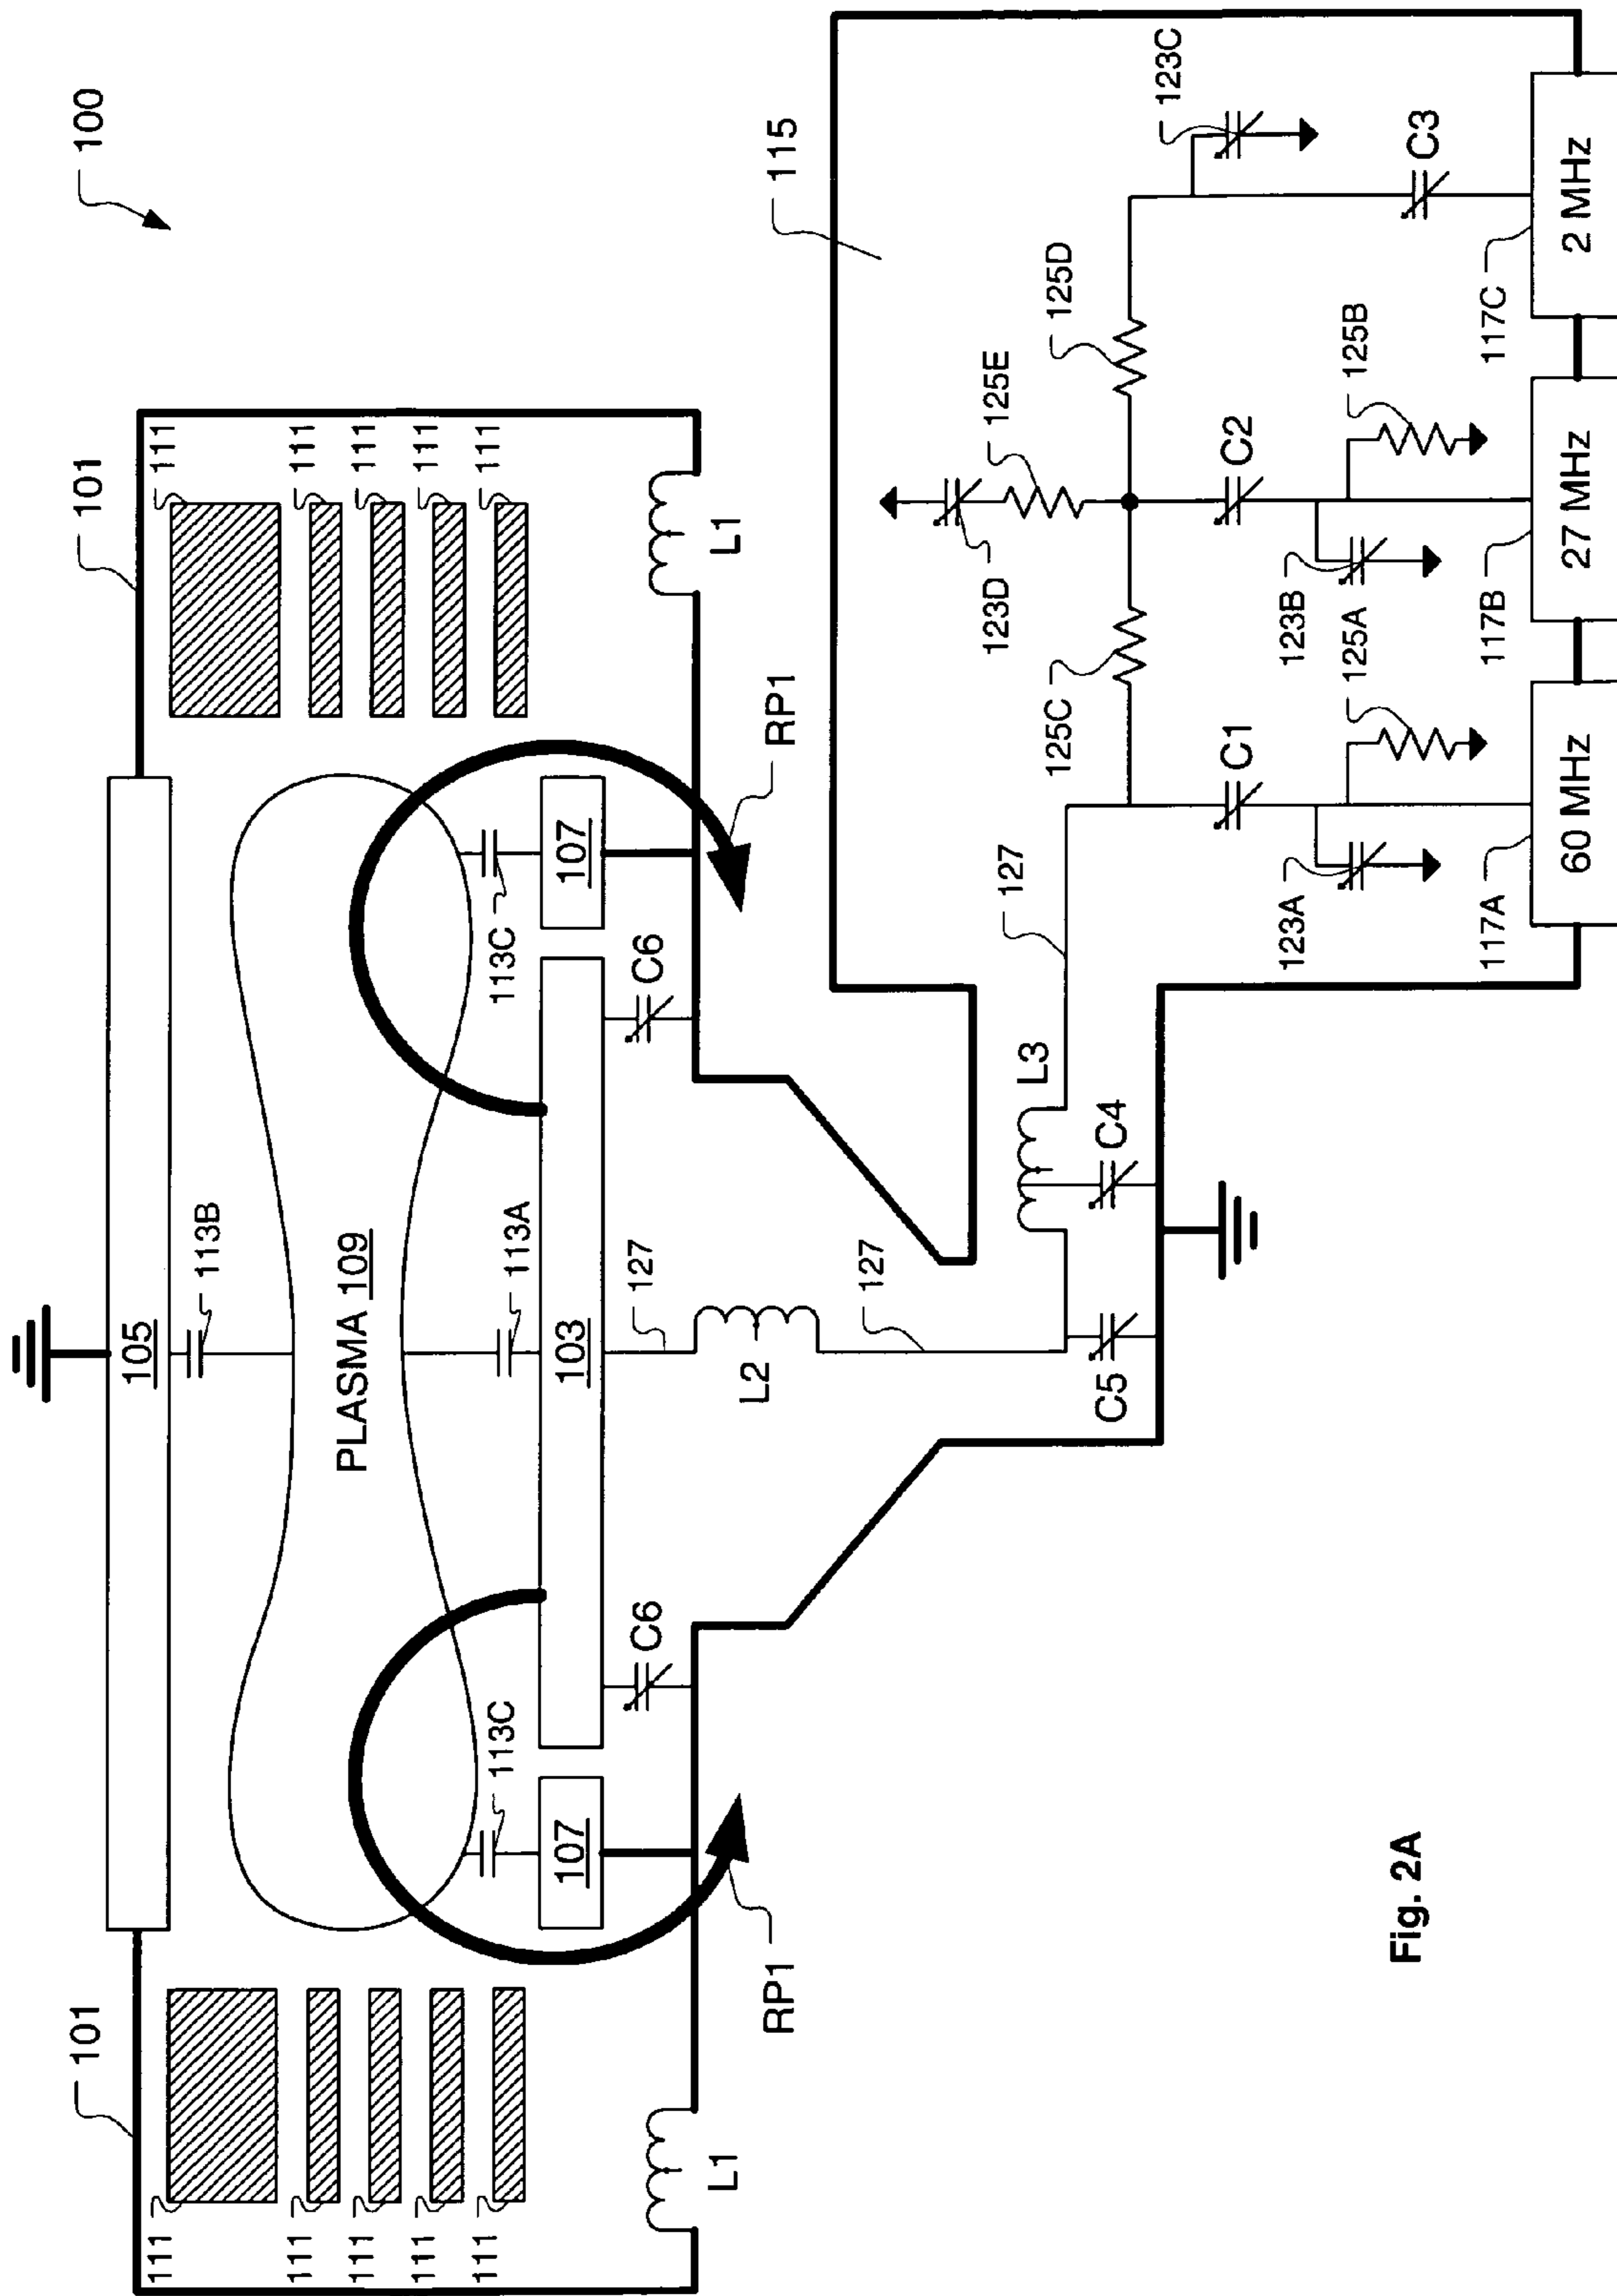 100
101
101
105
113B
111
111
111
111
111
111
111
111
111
111
PLASMA 109
113C
113A
113C
107
103
107
C6
C6
L1
L1
127
RP1
RP1
L2
127
115
123D
125E
125D
123C
127
125C
L3
C5
C4
C1
C2
C3
123A
125A
123B
125B
117A
117B
117C
60 MHz
27 MHz
2 MHz
Fig. 2A